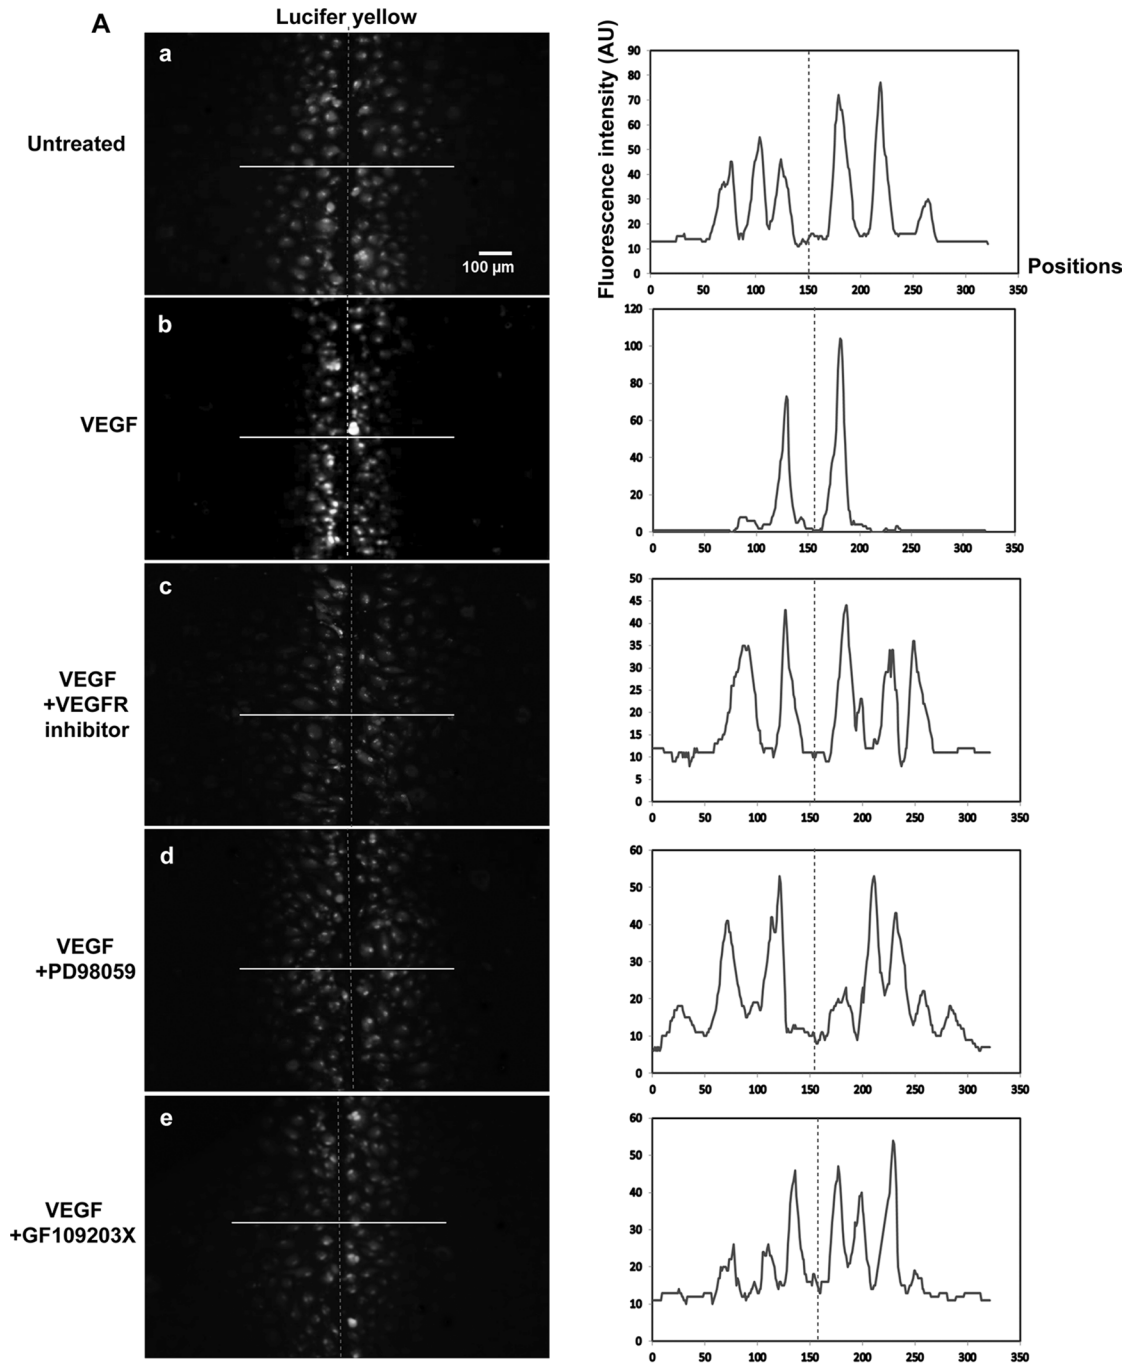 A
Lucifer yellow
a
Untreated
100 µm
Fluorescence intensity (AU)
90
80
70
60
50
40
30
20
10
0
0 50 100 150 200 250 300 350
Positions
b
VEGF
120
100
80
60
40
20
0
0 50 100 150 200 250 300 350
c
VEGF
+VEGFR
inhibitor
50
45
40
35
30
25
20
15
10
5
0
0 50 100 150 200 250 300 350
d
VEGF
+PD98059
60
50
40
30
20
10
0
0 50 100 150 200 250 300 350
e
VEGF
+GF109203X
60
50
40
30
20
10
0
0 50 100 150 200 250 300 350